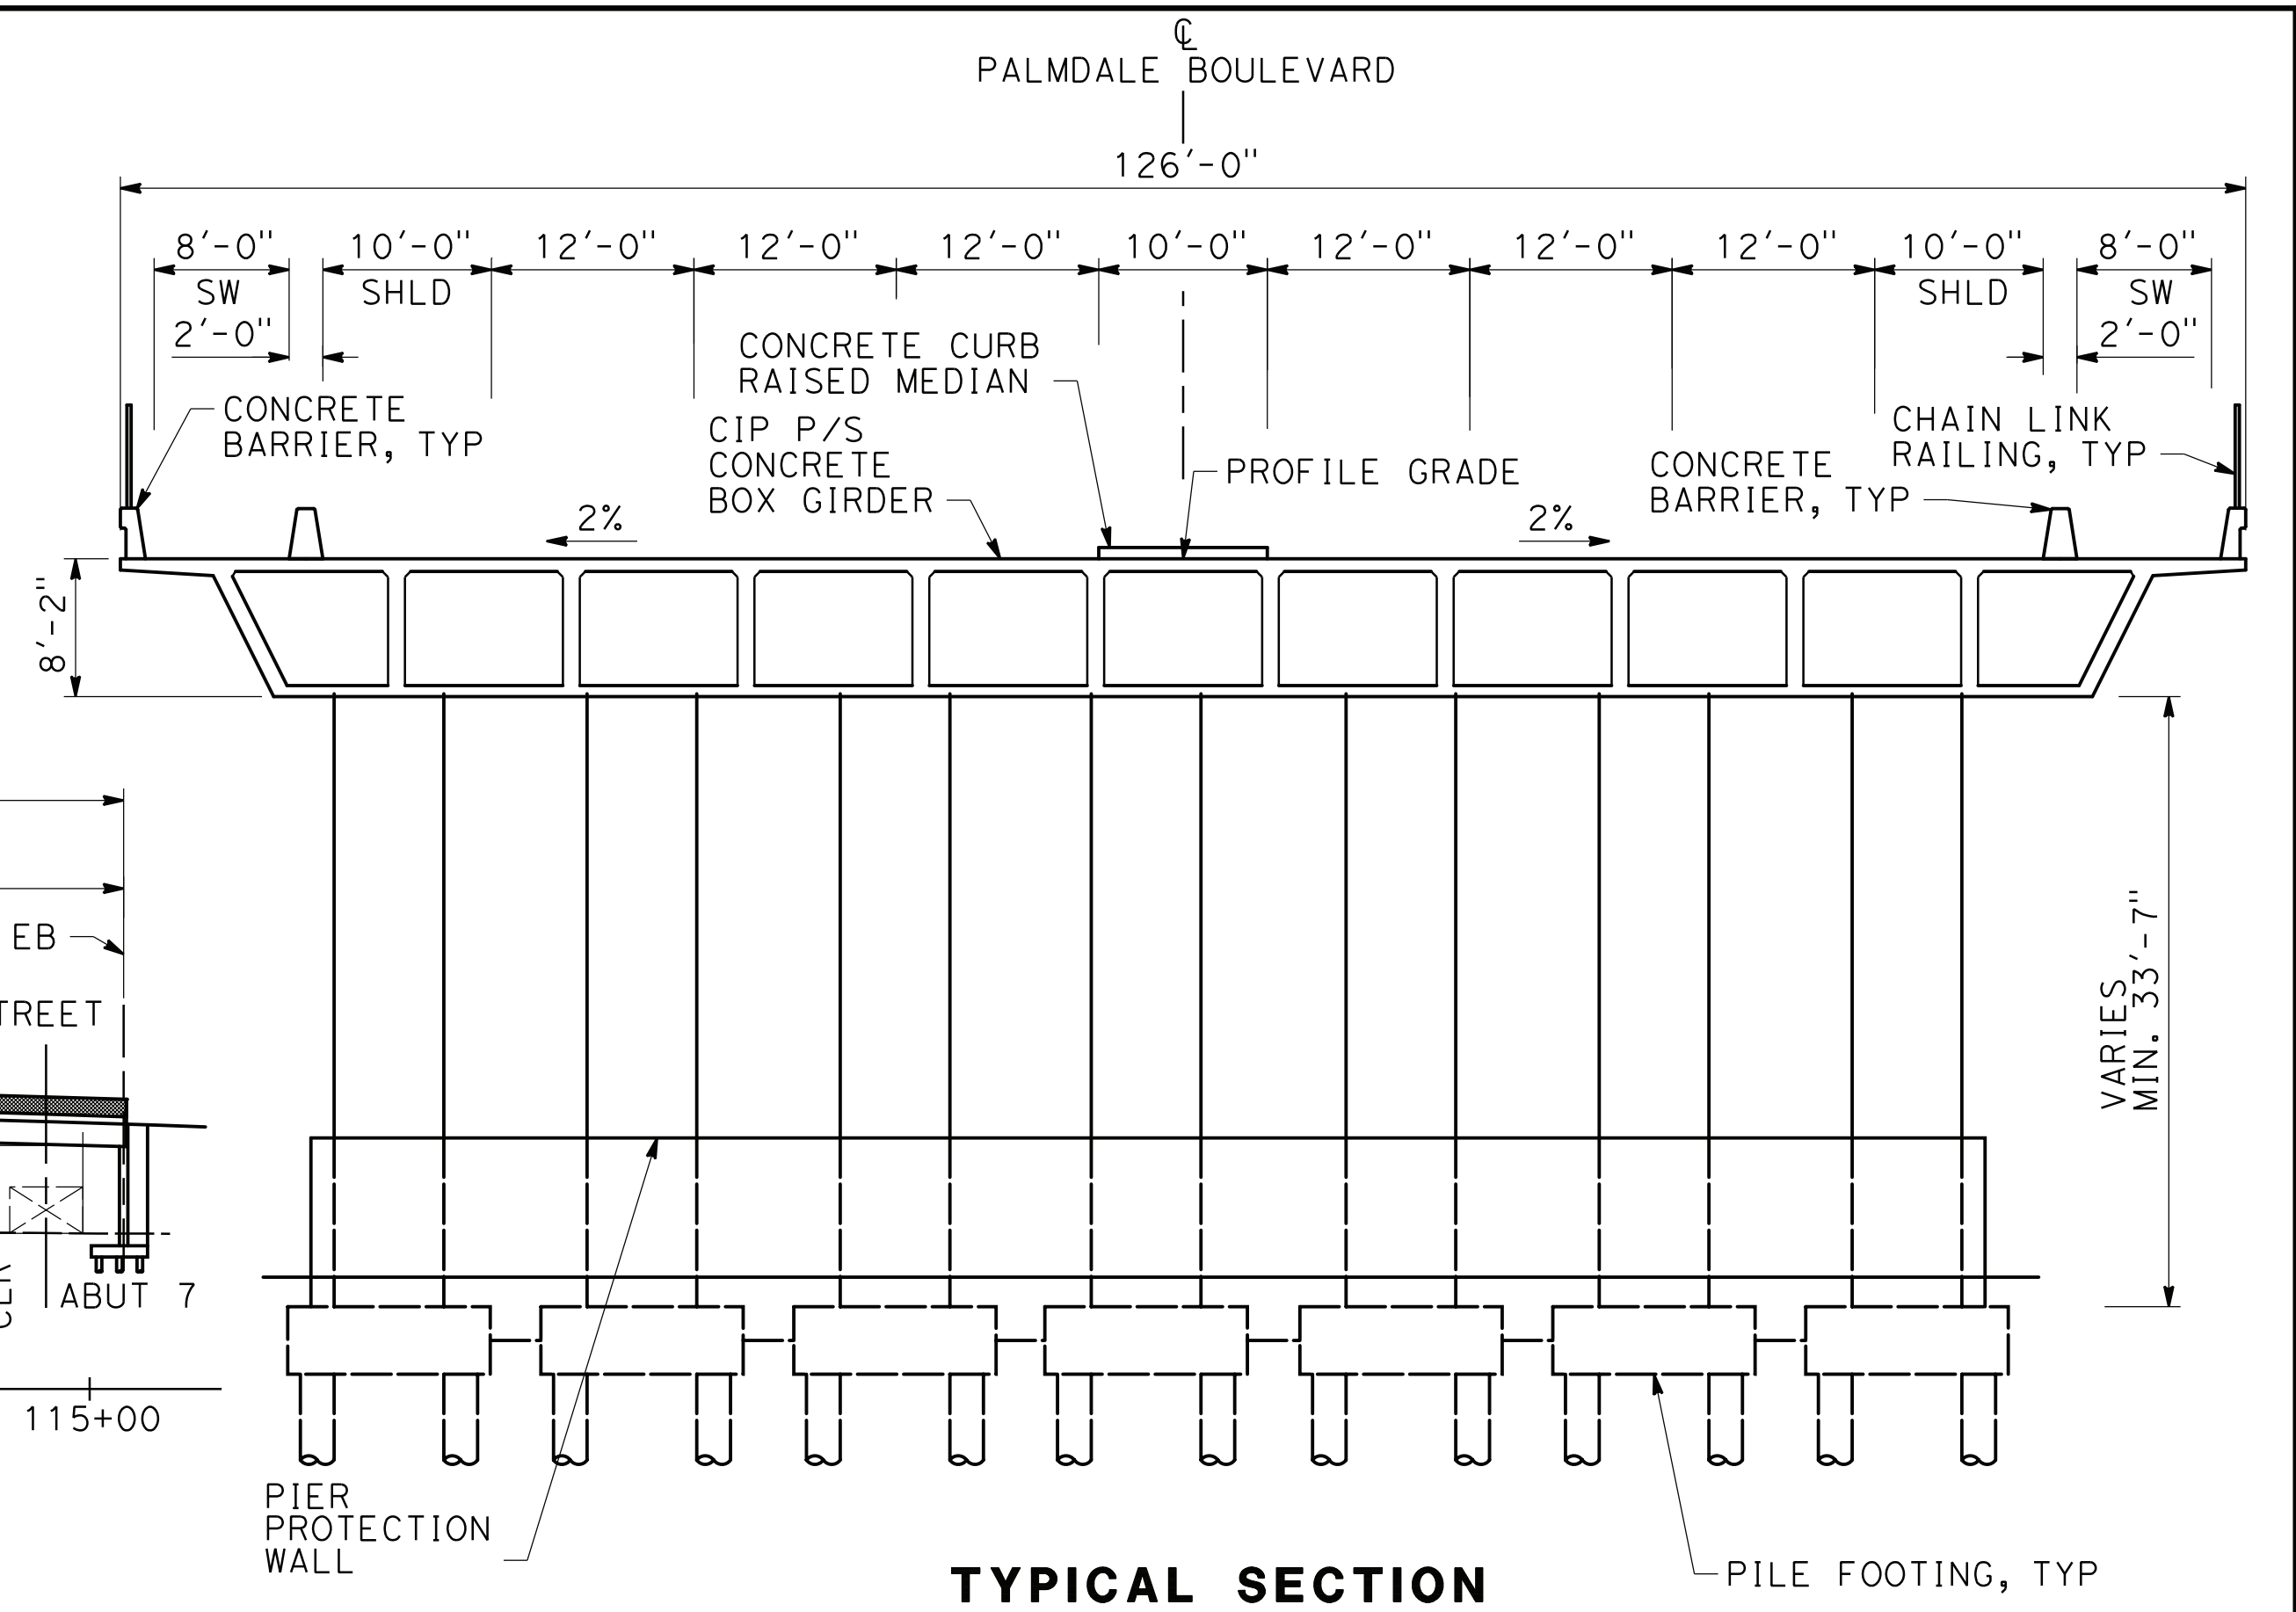 ℄
PALMDALE BOULEVARD
126'-0"
8'-0" 10'-0" 12'-0" 12'-0" 12'-0" 10'-0" 12'-0" 12'-0" 12'-0" 10'-0" 8'-0"
SW SHLD SHLD SW
2'-0" 2'-0"
CONCRETE CURB
RAISED MEDIAN
CONCRETE
BARRIER, TYP
CIP P/S
CONCRETE
BOX GIRDER
PROFILE GRADE
CONCRETE
BARRIER, TYP
CHAIN LINK
RAILING, TYP
2% 2%
8'-2"
VARIES
MIN. 33'-7"
EB
TREET
ABUT 7
115+00
PIER
PROTECTION
WALL
PILE FOOTING, TYP
TYPICAL SECTION